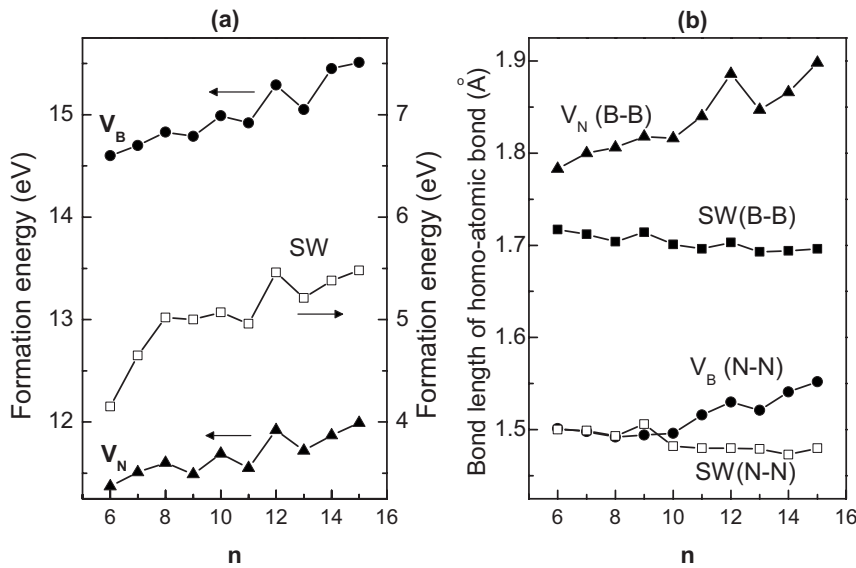 (a)
Formation energy (eV)
15
14
13
12
V_B
SW
V_N
7
6
5
4
Formation energy (eV)
6 8 10 12 14 16
n
(b)
Bond length of homo-atomic bond (Å)
1.9
1.8
1.7
1.6
1.5
V_N (B-B)
SW(B-B)
V_B (N-N)
SW(N-N)
6 8 10 12 14 16
n